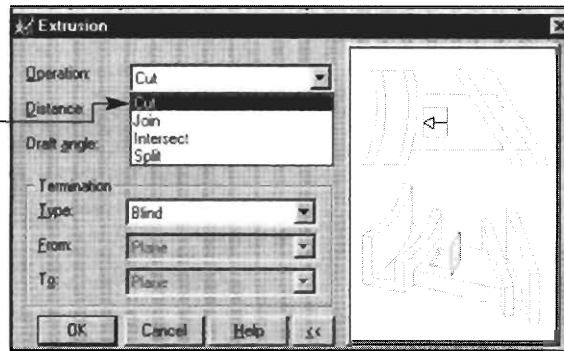 Extrusion
Operation: Cut
Distance: Cut
Join
Draft angle: Intersect
Split
Termination
Type: Blind
From: Plane
To: Plane
OK Cancel Help <<